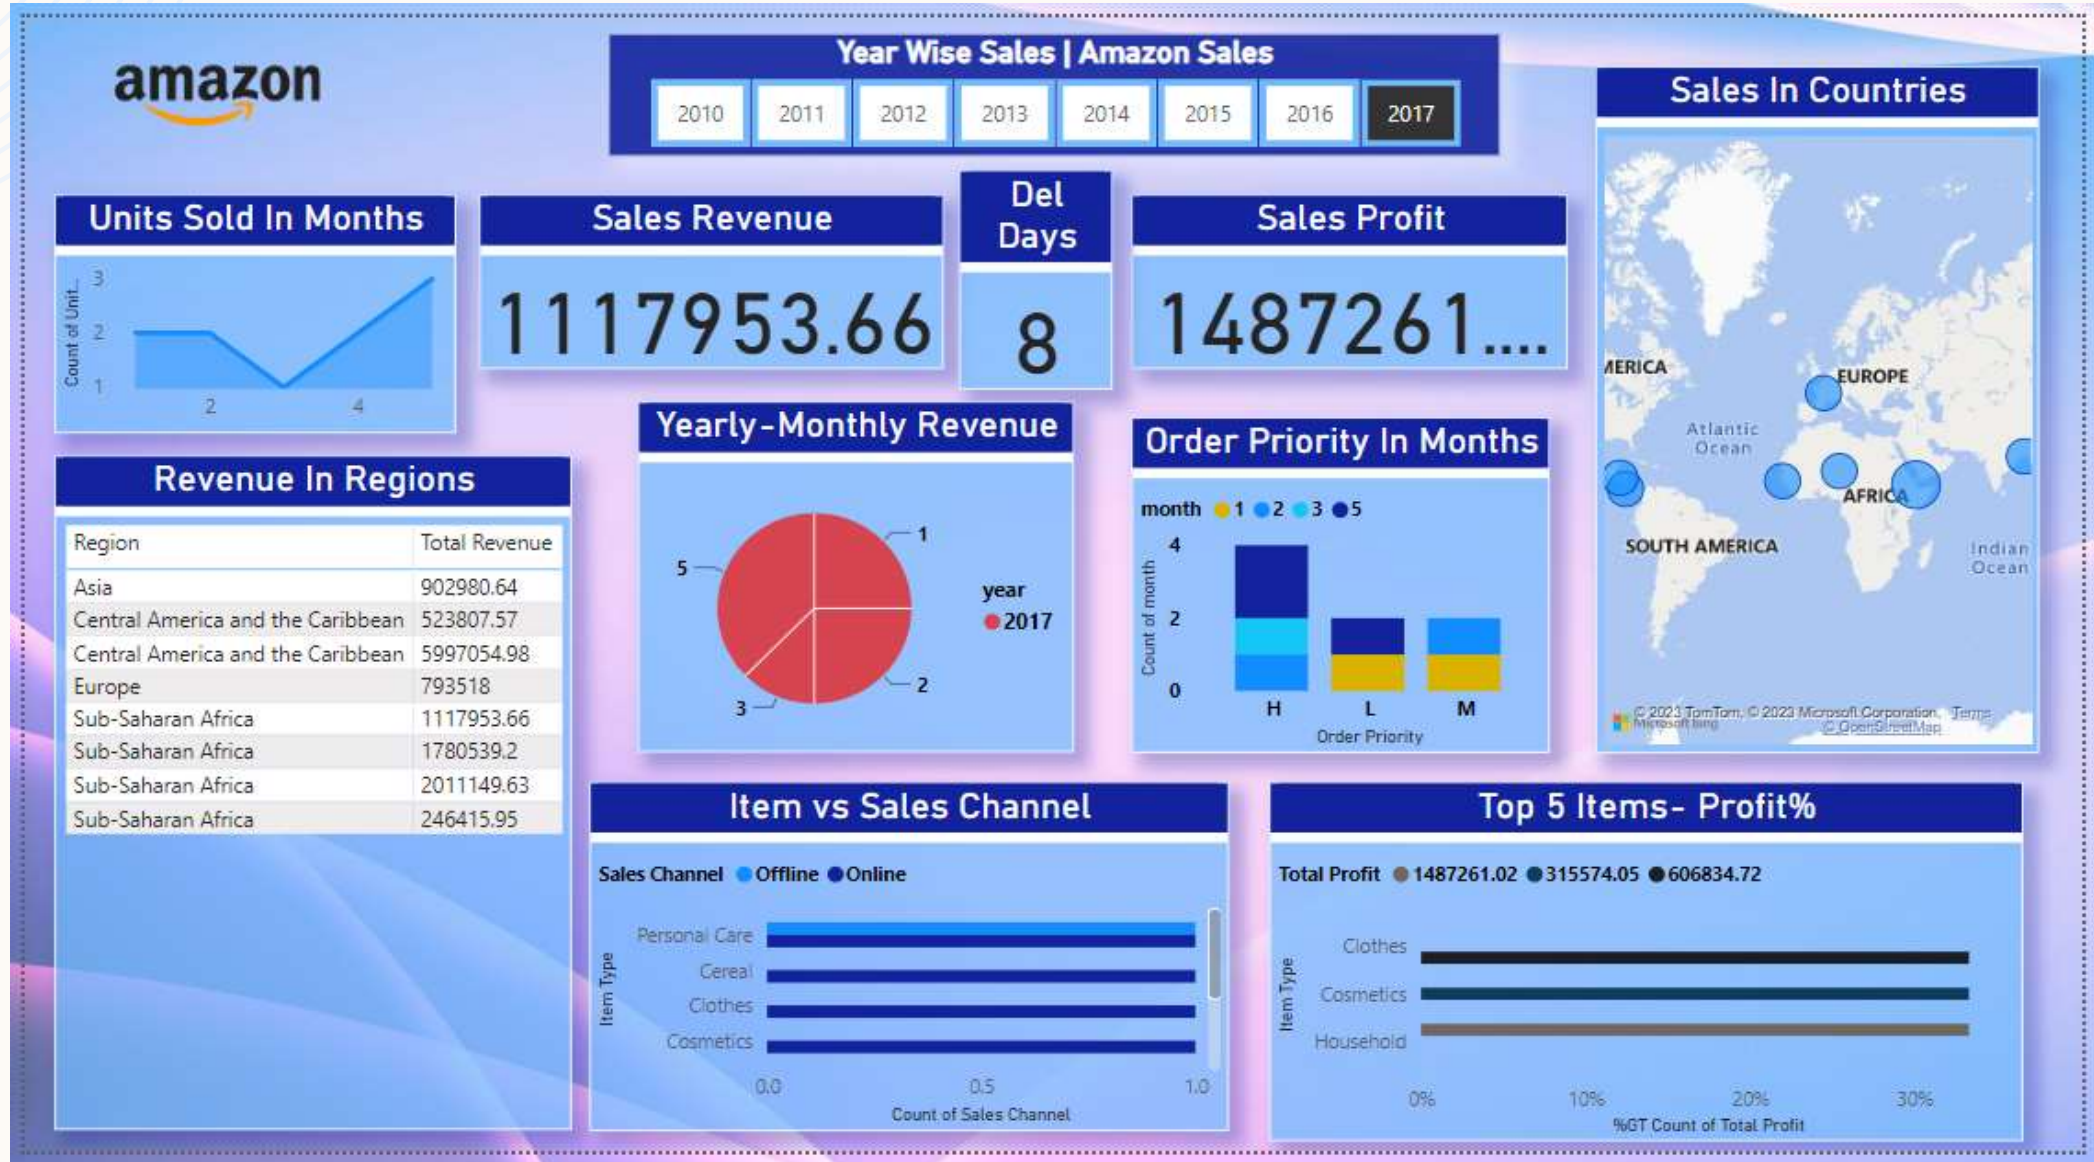 amazon
Year Wise Sales | Amazon Sales
2010 2011 2012 2013 2014 2015 2016 2017
Sales In Countries
MERICA
EUROPE
Atlantic
Ocean
AFRICA
SOUTH AMERICA
Indian
Ocean
© 2023 TomTom, © 2023 Microsoft Corporation, Terms
Microsoft Bing
© OpenStreetMap
Units Sold In Months
Count of Unit...
3
2
1
2 4
Sales Revenue
1117953.66
Del
Days
8
Sales Profit
1487261....
Revenue In Regions
Region Total Revenue
Asia 902980.64
Central America and the Caribbean 523807.57
Central America and the Caribbean 5997054.98
Europe 793518
Sub-Saharan Africa 1117953.66
Sub-Saharan Africa 1780539.2
Sub-Saharan Africa 2011149.63
Sub-Saharan Africa 246415.95
Yearly-Monthly Revenue
1
5
2
3
year
2017
Order Priority In Months
month 1 2 3 5
Count of month
4
2
0
H L M
Order Priority
Item vs Sales Channel
Sales Channel Offline Online
Item Type
Personal Care
Cereal
Clothes
Cosmetics
0.0 0.5 1.0
Count of Sales Channel
Top 5 Items- Profit%
Total Profit 1487261.02 315574.05 606834.72
Item Type
Clothes
Cosmetics
Household
0% 10% 20% 30%
%GT Count of Total Profit